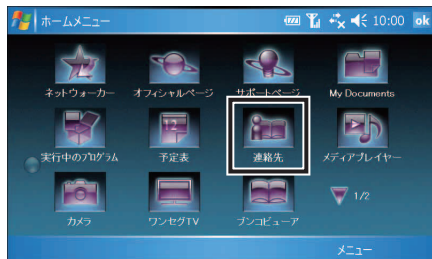 ホームメニュー 10:00 ok
ネットウォーカー オフィシャルページ サポートページ My Documents
実行中のプログラム 予定表 連絡先 メディアプレイヤー
カメラ ワンセグTV ブンコビューア 1/2
メニュー